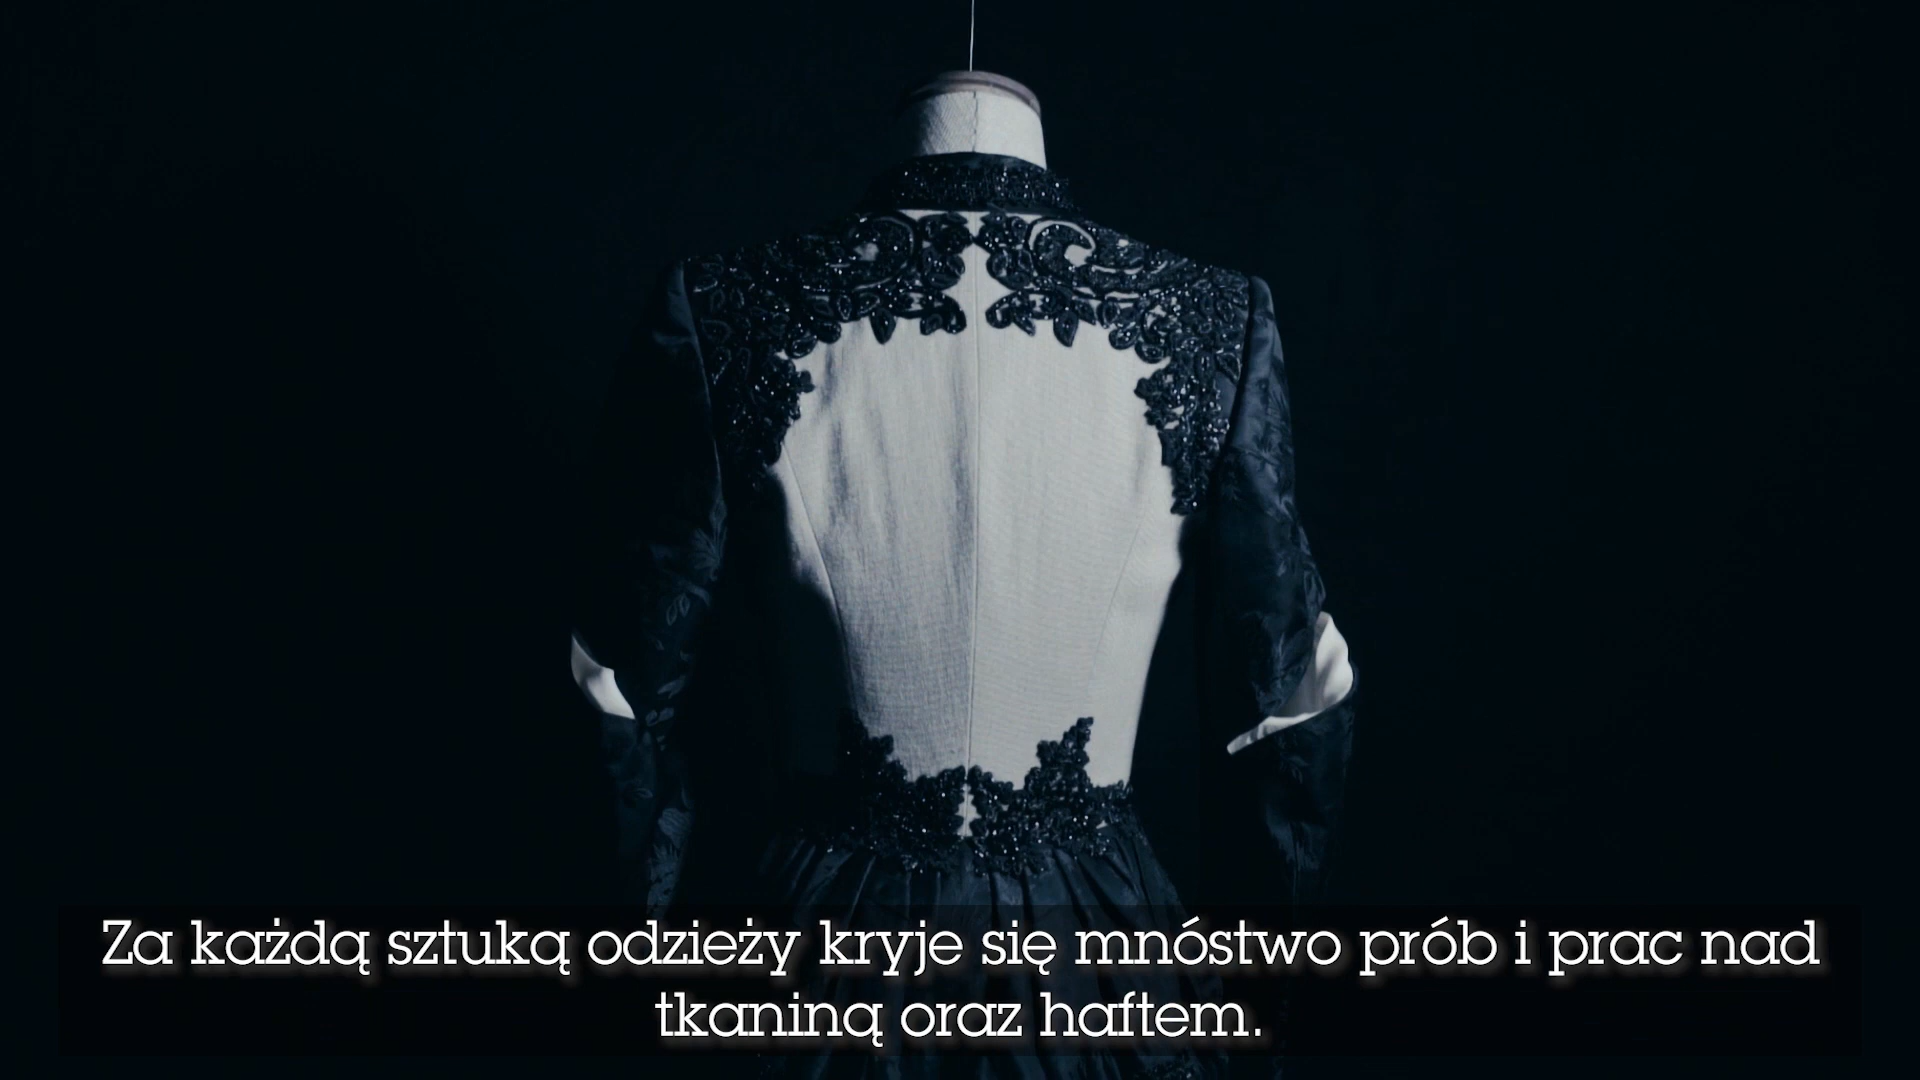 Za każdą sztuką odzieży kryje się mnóstwo prób i prac nad
tkaniną oraz haftem.